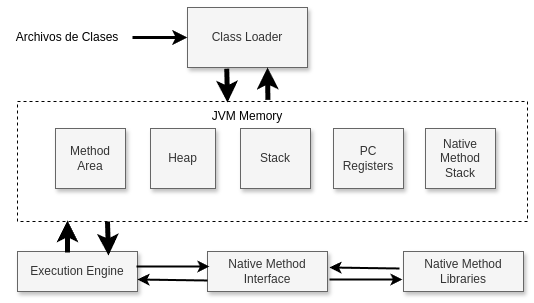 Archivos de Clases
Class Loader
JVM Memory
Method
Area
Heap
Stack
PC
Registers
Native
Method
Stack
Execution Engine
Native Method
Interface
Native Method
Libraries